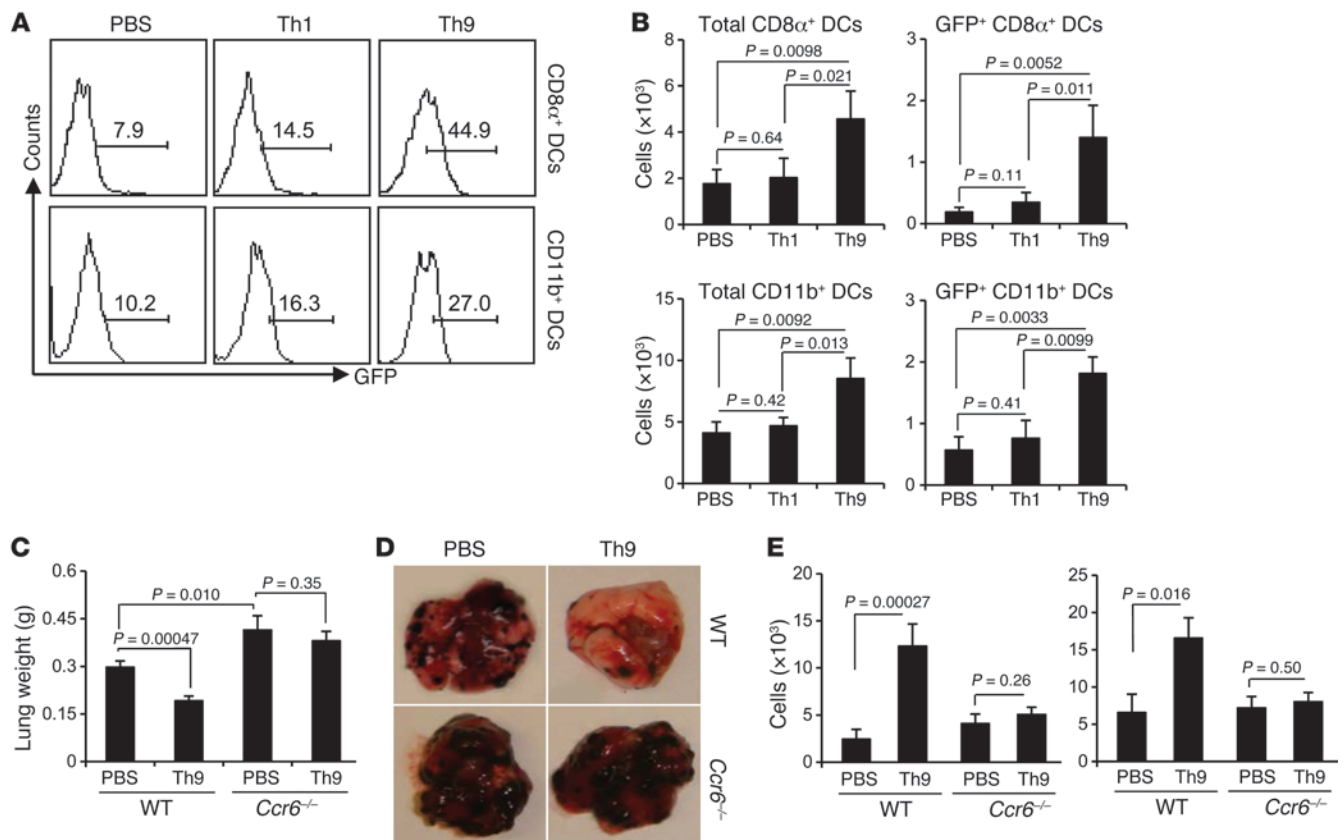 A
PBS
Th1
Th9
Counts
7.9
14.5
44.9
CD8α⁺ DCs
10.2
16.3
27.0
CD11b⁺ DCs
GFP
B
Total CD8α⁺ DCs
Cells (×10³)
6
4
2
0
P = 0.0098
P = 0.021
P = 0.64
PBS
Th1
Th9
GFP⁺ CD8α⁺ DCs
3
2
1
0
P = 0.0052
P = 0.011
P = 0.11
PBS
Th1
Th9
Total CD11b⁺ DCs
Cells (×10³)
15
10
5
0
P = 0.0092
P = 0.013
P = 0.42
PBS
Th1
Th9
GFP⁺ CD11b⁺ DCs
3
2
1
0
P = 0.0033
P = 0.0099
P = 0.41
PBS
Th1
Th9
C
Lung weight (g)
0.6
0.45
0.3
0.15
0
P = 0.35
P = 0.010
P = 0.00047
PBS
Th9
PBS
Th9
WT
Ccr6⁻/⁻
D
PBS
Th9
WT
Ccr6⁻/⁻
E
Cells (×10³)
20
15
10
5
0
P = 0.00027
P = 0.26
PBS
Th9
PBS
Th9
WT
Ccr6⁻/⁻
25
20
15
10
5
0
P = 0.016
P = 0.50
PBS
Th9
PBS
Th9
WT
Ccr6⁻/⁻